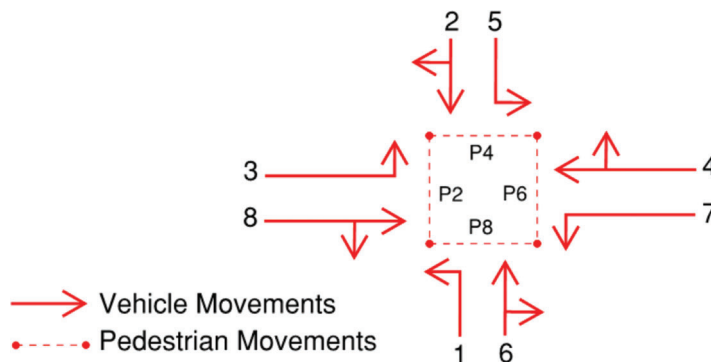 2 5
P4
3 4
P2 P6
8 7
P8
Vehicle Movements
Pedestrian Movements
1 6